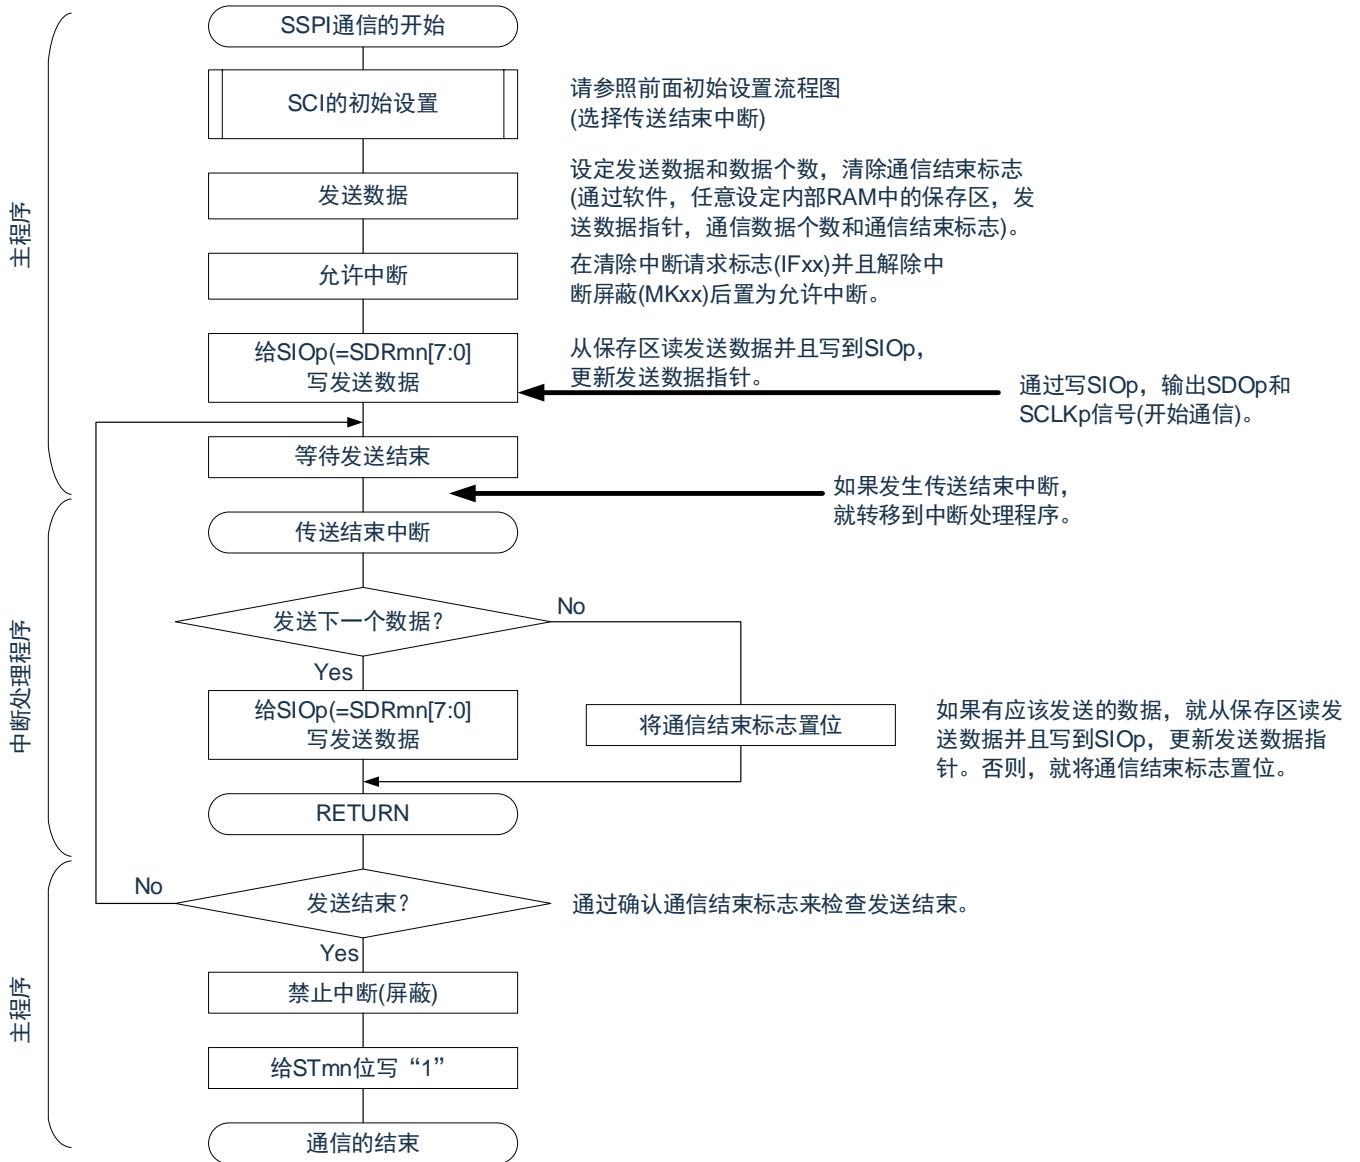 SSPI通信的开始
SCI的初始设置
请参照前面初始设置流程图
(选择传送结束中断)
发送数据
设定发送数据和数据个数，清除通信结束标志
(通过软件，任意设定内部RAM中的保存区，发
送数据指针，通信数据个数和通信结束标志)。
主程序
允许中断
在清除中断请求标志(IFxx)并且解除中
断屏蔽(MKxx)后置为允许中断。
给SIOp(=SDRmn[7:0]
写发送数据
从保存区读发送数据并且写到SIOp，
更新发送数据指针。
通过写SIOp，输出SDOp和
SCLKp信号(开始通信)。
等待发送结束
如果发生传送结束中断，
就转移到中断处理程序。
传送结束中断
发送下一个数据?
No
Yes
中断处理程序
给SIOp(=SDRmn[7:0]
写发送数据
将通信结束标志置位
如果有应该发送的数据，就从保存区读发
送数据并且写到SIOp，更新发送数据指
针。否则，就将通信结束标志置位。
RETURN
No
发送结束?
通过确认通信结束标志来检查发送结束。
Yes
主程序
禁止中断(屏蔽)
给STmn位写“1”
通信的结束